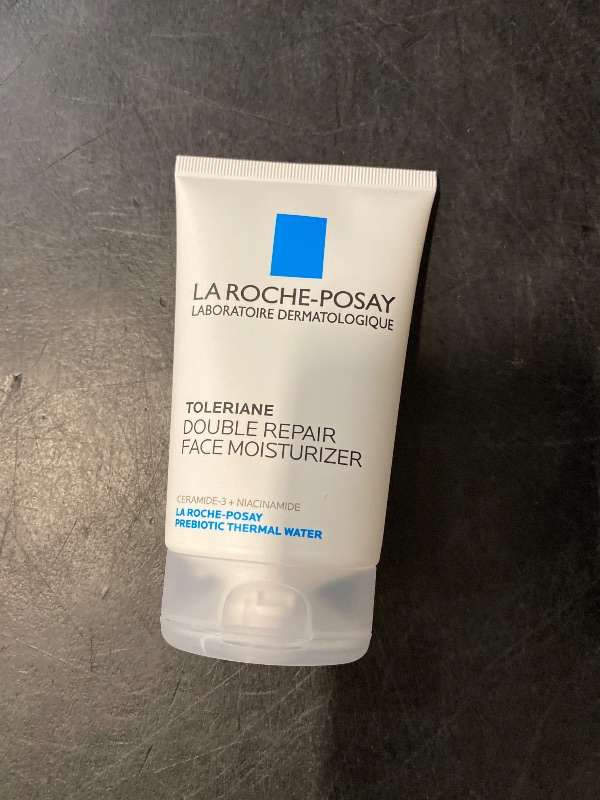 LA ROCHE-POSAY
LABORATOIRE DERMATOLOGIQUE
TOLERIANE
DOUBLE REPAIR
FACE MOISTURIZER
CERAMIDE-3 + NIACINAMIDE
LA ROCHE-POSAY
PREBIOTIC THERMAL WATER